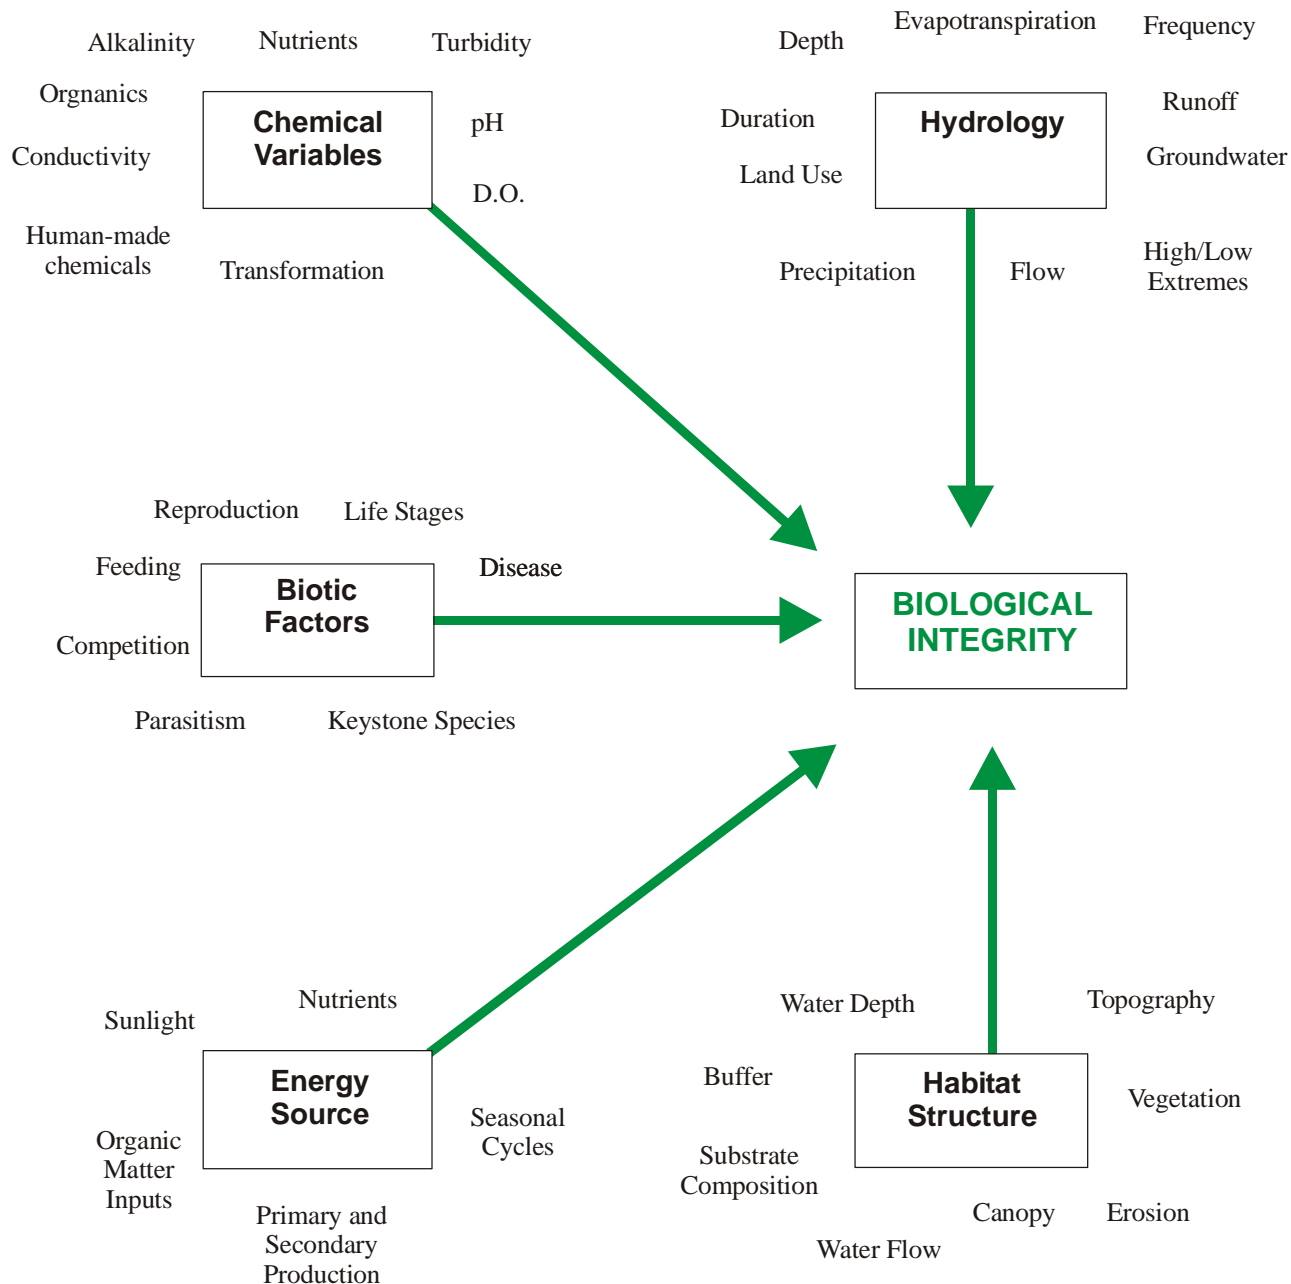 Alkalinity
Nutrients
Turbidity
Orgnanics
Chemical
Variables
pH
Conductivity
D.O.
Human-made
chemicals
Transformation
Evapotranspiration
Frequency
Depth
Runoff
Duration
Hydrology
Groundwater
Land Use
Precipitation
Flow
High/Low
Extremes
Reproduction
Life Stages
Feeding
Disease
Biotic
Factors
Competition
Parasitism
Keystone Species
BIOLOGICAL
INTEGRITY
Nutrients
Sunlight
Energy
Source
Seasonal
Cycles
Organic
Matter
Inputs
Primary and
Secondary
Production
Water Depth
Topography
Buffer
Habitat
Structure
Vegetation
Substrate
Composition
Canopy
Erosion
Water Flow